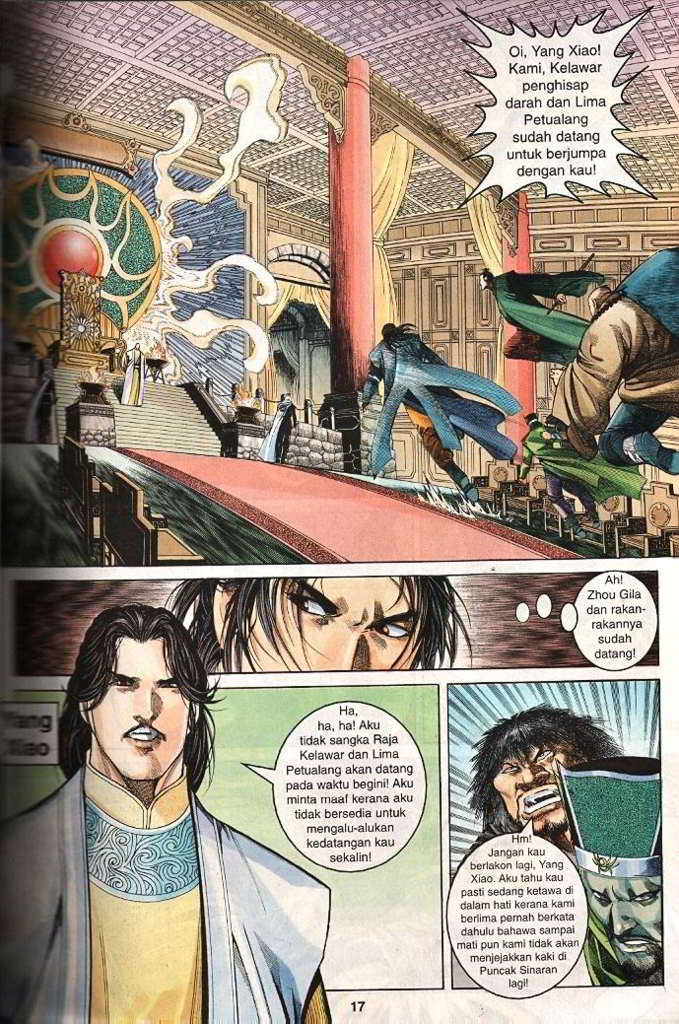 Oi, Yang Xiao!
Kami, Kelawar
penghisap
darah dan Lima
Petualang
sudah datang
untuk berjumpa
dengan kau!
Ah!
Zhou Gila
dan rakan-
rakannya
sudah
datang!
Yang
Xiao
Ha,
ha, ha! Aku
tidak sangka Raja
Kelawar dan Lima
Petualang akan datang
pada waktu begini! Aku
minta maaf kerana aku
tidak bersedia untuk
mengalu-alukan
kedatangan kau
sekalin!
Hm!
Jangan kau
berlakon lagi, Yang
Xiao. Aku tahu kau
pasti sedang ketawa di
dalam hati kerana kami
berlima pernah berkata
dahulu bahawa sampai
mati pun kami tidak akan
menjejakkan kaki di
Puncak Sinaran
lagi!
17